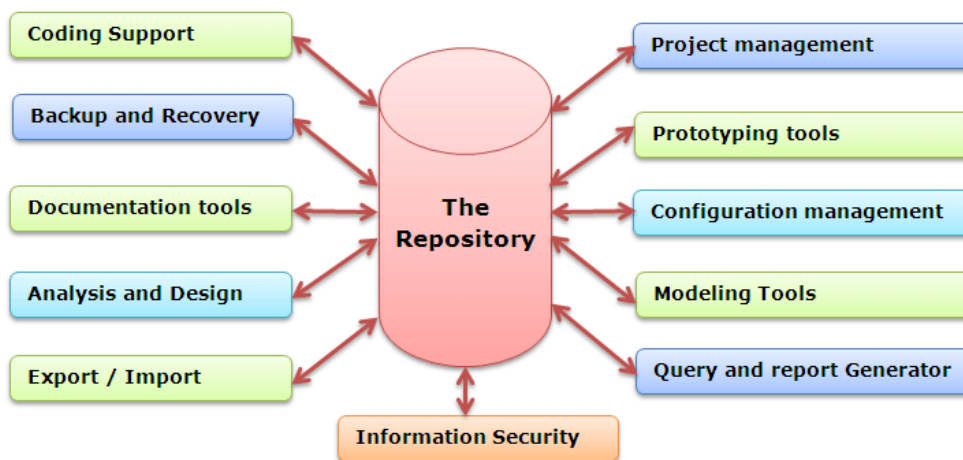 Coding Support
Project management
Backup and Recovery
Prototyping tools
Documentation tools
The
Repository
Configuration management
Analysis and Design
Modeling Tools
Export / Import
Query and report Generator
Information Security